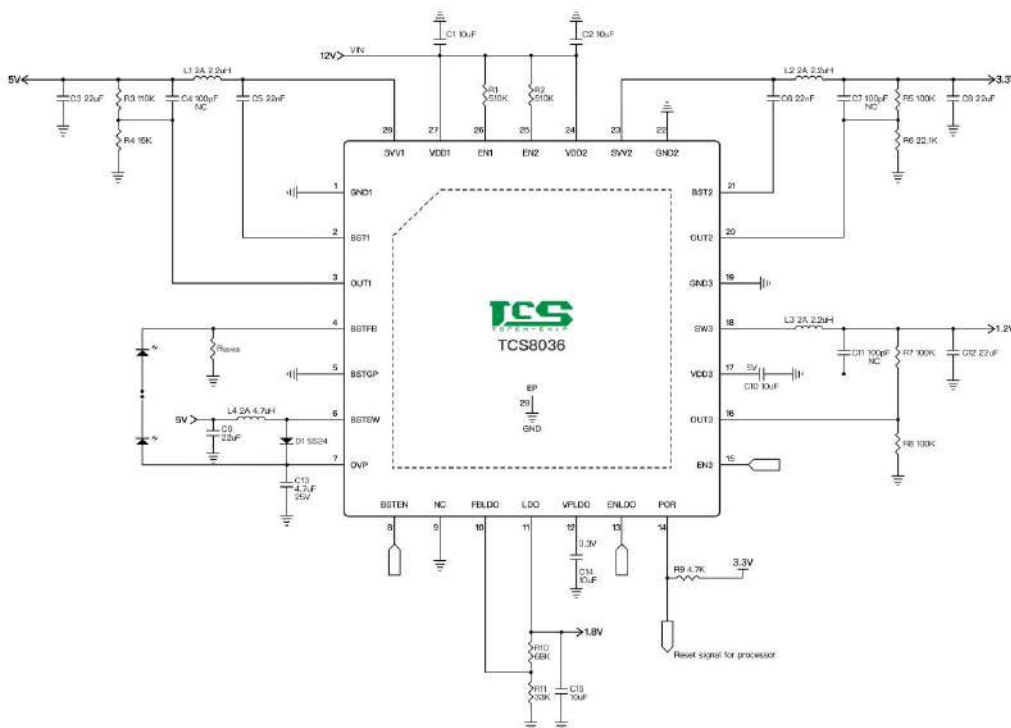 C1 10uF
C2 10uF
12V
VIN
5V
L1 2A 2.2uH
L2 2A 2.2uH
3.3V
C3 22uF
R3 110K
C4 100pF
NC
C5 22nF
R1
510K
R2
510K
C6 22nF
C7 100pF
NC
R5 100K
C8 22uF
R4 15K
R6 22.1K
28
27
26
25
24
23
22
SVV1
VDD1
EN1
EN2
VDD2
SVV2
GND2
1
GND1
BST2
21
2
BST1
OUT2
20
3
OUT1
GND3
19
4
BSTFB
SW3
18
L3 2A 2.2uH
1.2V
C11 100pF
NC
R7 100K
C12 22uF
TCS
TCS8036
5
BSTGP
VDD3
17
5V
C10 10uF
EP
29
GND
5V
L4 2A 4.7uH
6
BSTSW
OUT3
16
C9
22uF
D1 SS24
R8 100K
7
OVP
EN3
15
C13
4.7uF
25V
BSTEN
NC
FBLDO
LDO
VPLDO
ENLDO
POR
8
9
10
11
12
13
14
3.3V
C14
10uF
R9 4.7K
3.3V
1.8V
R10
68K
R11
33K
C15
10uF
Reset signal for processor